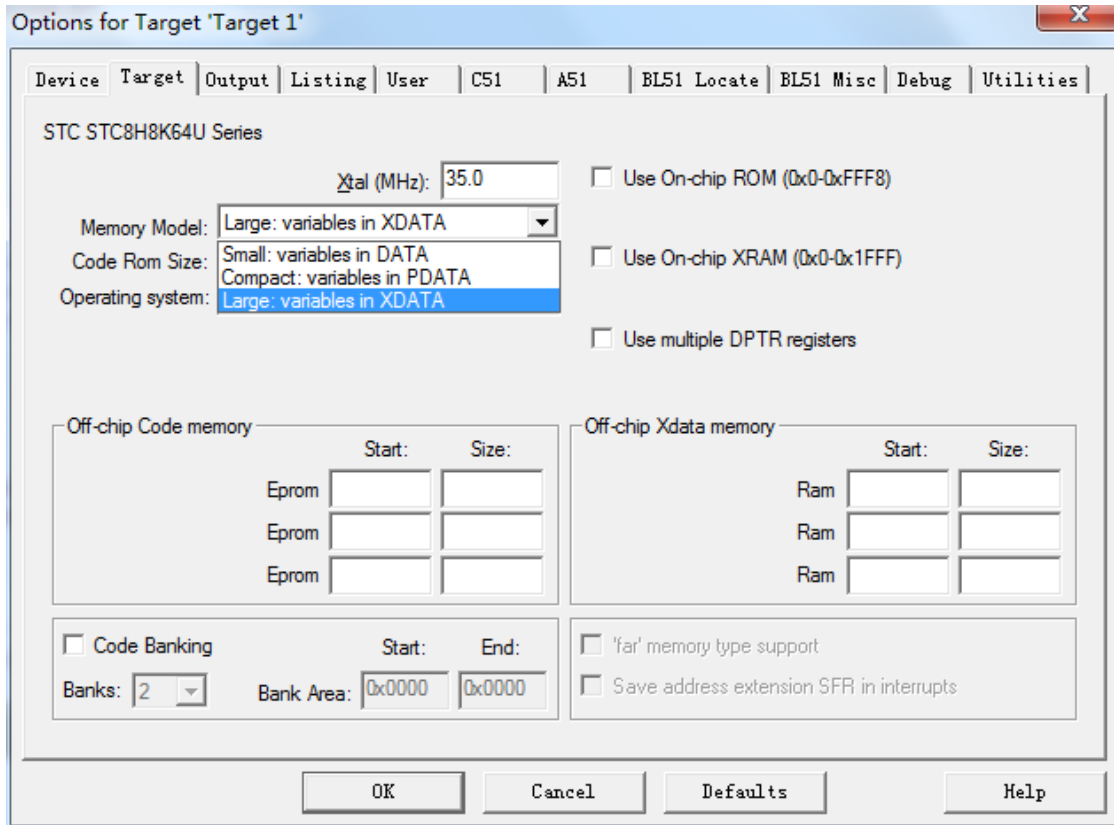 Options for Target 'Target 1'
Device Target Output Listing User C51 A51 BL51 Locate BL51 Misc Debug Utilities
STC STC8H8K64U Series
Xtal (MHz): 35.0
Use On-chip ROM (0x0-0xFFF8)
Memory Model: Large: variables in XDATA
Small: variables in DATA
Code Rom Size:
Use On-chip XRAM (0x0-0x1FFF)
Compact: variables in PDATA
Operating system:
Large: variables in XDATA
Use multiple DPTR registers
Off-chip Code memory
Start: Size:
Eprom
Eprom
Eprom
Off-chip Xdata memory
Start: Size:
Ram
Ram
Ram
Code Banking Start: End:
Banks: 2 Bank Area: 0x0000 0x0000
'far' memory type support
Save address extension SFR in interrupts
OK Cancel Defaults Help